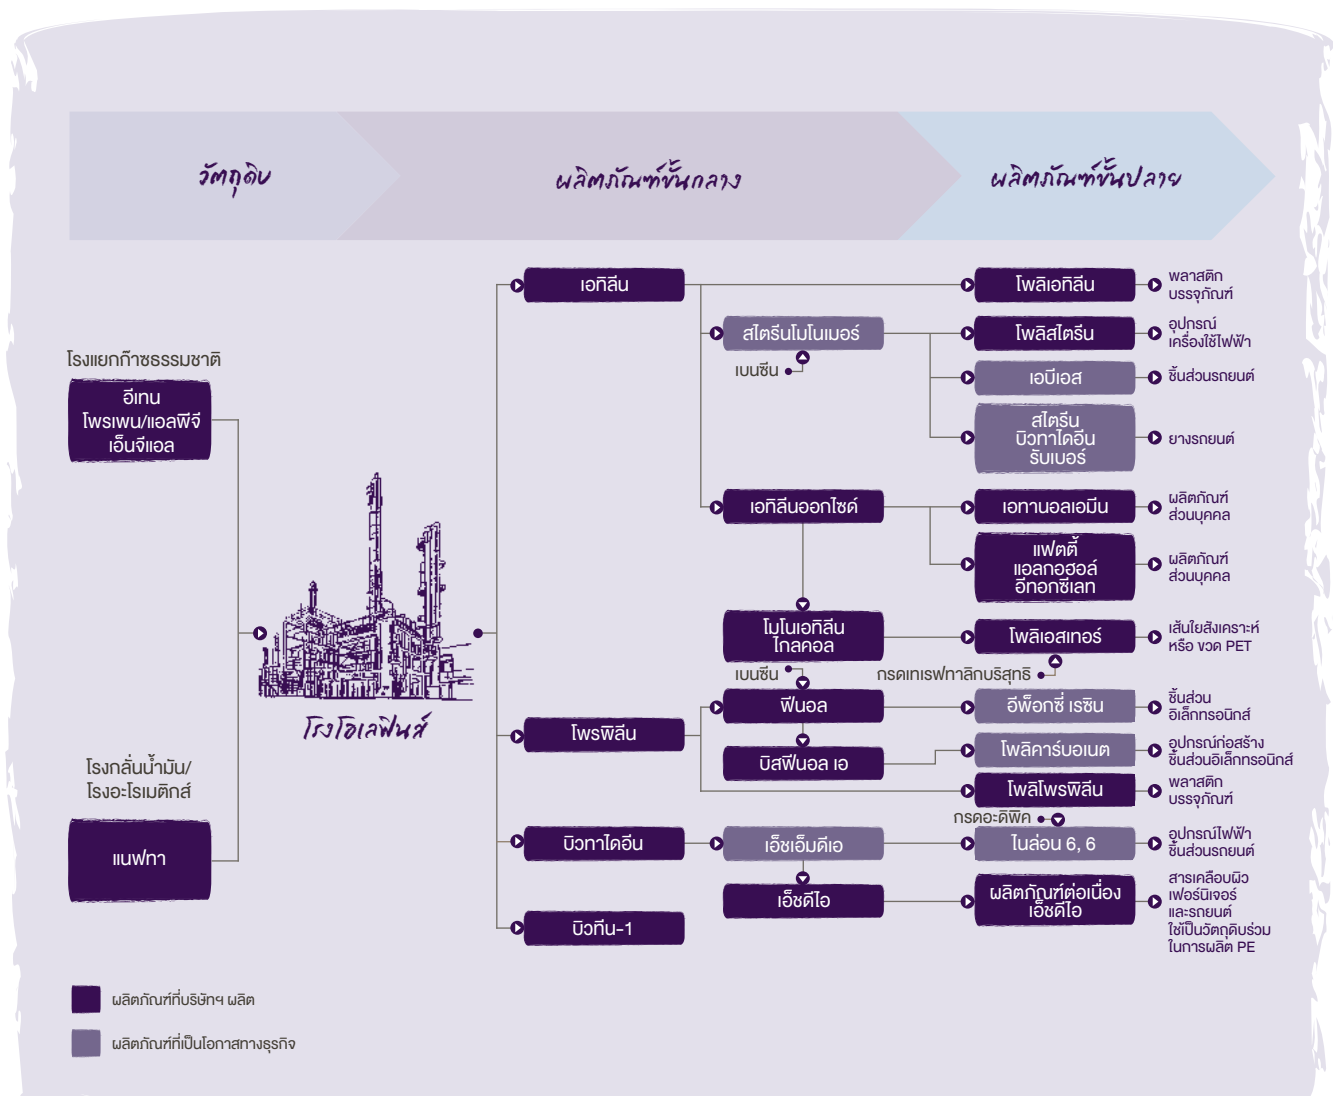 วัตถุดิบ
ผลิตภัณฑ์ขั้นกลาง
ผลิตภัณฑ์ขั้นปลาย
โรงแยกก๊าซธรรมชาติ
อีเทน
โพรเพน/แอลพีจี
เอ็นจีแอล
โรงกลั่นน้ำมัน/
โรงอะโรเมติกส์
แนฟทา
โรงโอเลฟินส์
เอทิลีน
โพรพิลีน
บิวทาไดอีน
บิวทีน-1
สไตรีนโมโนเมอร์
เบนซีน
เอทิลีนออกไซด์
โมโนเอทิลีน
ไกลคอล
เบนซีน
ฟีนอล
บิสฟีนอล เอ
เอ็ชเอ็มดีเอ
เอ็ชดีไอ
โพลิเอทิลีน
พลาสติก
บรรจุภัณฑ์
โพลิสไตรีน
อุปกรณ์
เครื่องใช้ไฟฟ้า
เอบีเอส
ชิ้นส่วนรถยนต์
สไตรีน
บิวทาไดอีน
รับเบอร์
ยางรถยนต์
เอทานอลเอมีน
ผลิตภัณฑ์
ส่วนบุคคล
แฟตตี้
แอลกอฮอล์
อีทอกซีเลท
ผลิตภัณฑ์
ส่วนบุคคล
โพลิเอสเทอร์
เส้นใยสังเคราะห์
หรือ ขวด PET
กรดเทเรฟทาลิกบริสุทธิ
อีพ็อกซี่ เรซิน
ชิ้นส่วน
อิเล็กทรอนิกส์
โพลิคาร์บอเนต
อุปกรณ์ก่อสร้าง
ชิ้นส่วนอิเล็กทรอนิกส์
โพลิโพรพิลีน
พลาสติก
บรรจุภัณฑ์
กรดอะดิพิค
ไนล่อน 6, 6
อุปกรณ์ไฟฟ้า
ชิ้นส่วนรถยนต์
ผลิตภัณฑ์ต่อเนื่อง
เอ็ชดีไอ
สารเคลือบผิว
เฟอร์นิเจอร์
และรถยนต์
ใช้เป็นวัตถุดิบร่วม
ในการผลิต PE
ผลิตภัณฑ์ที่บริษัทฯ ผลิต
ผลิตภัณฑ์ที่เป็นโอกาสทางธุรกิจ